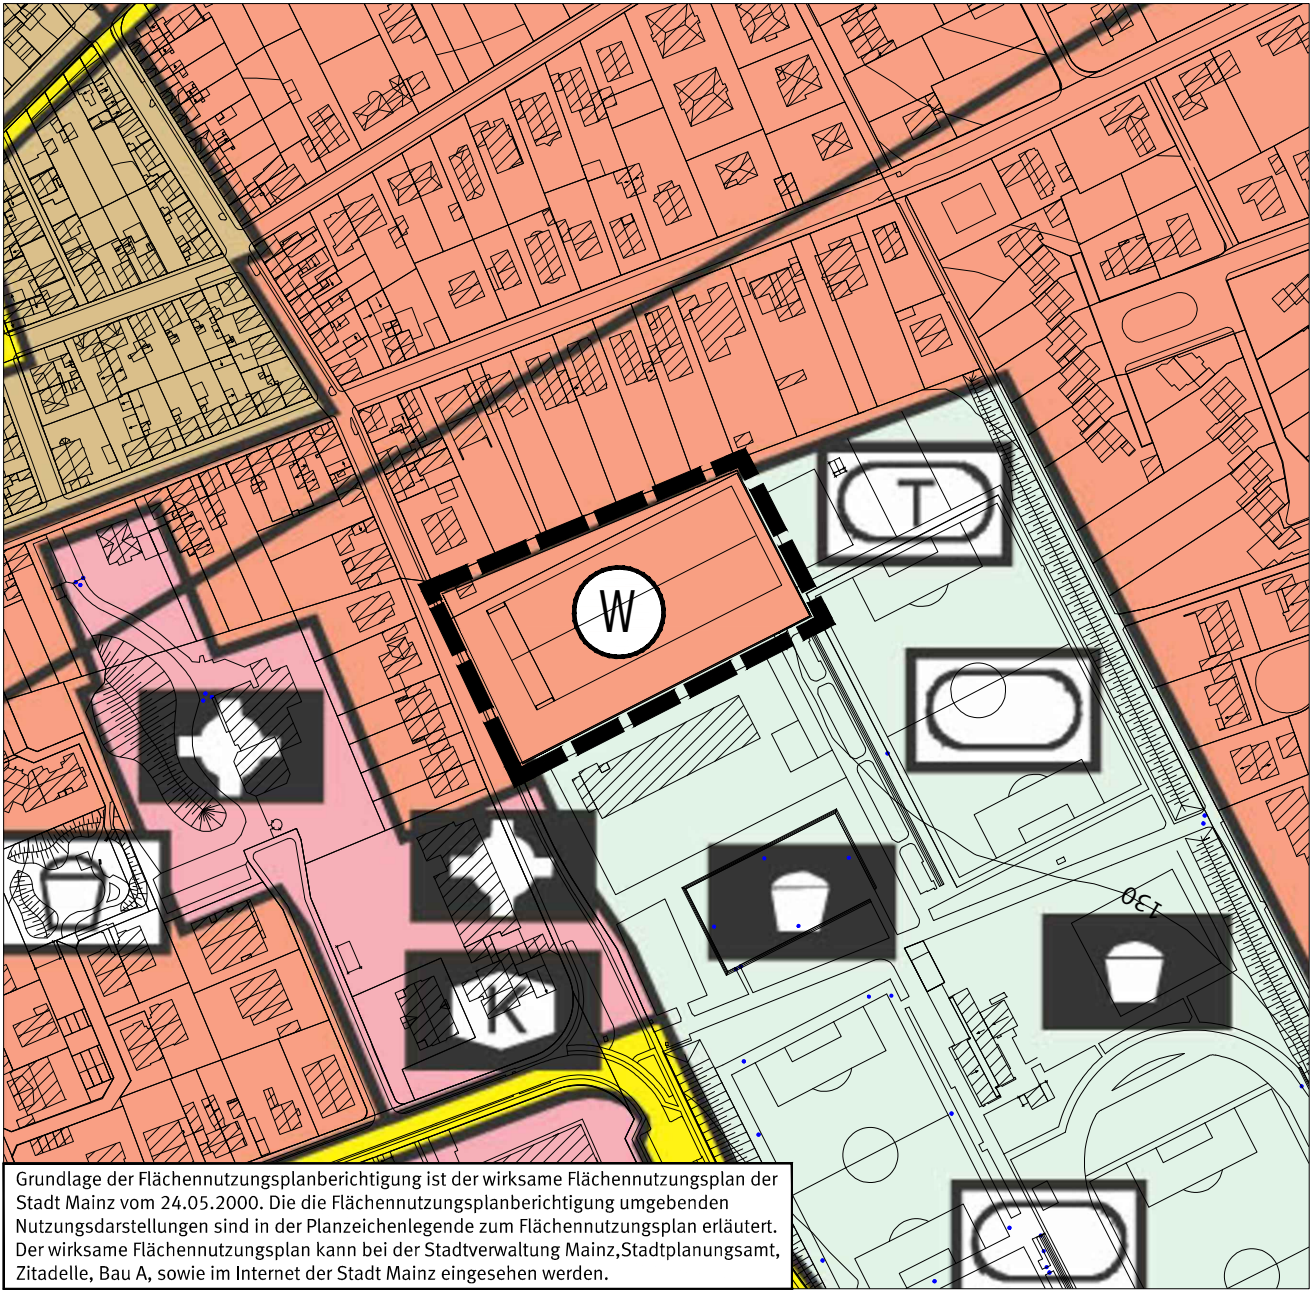 T
W
130
K
Grundlage der Flächennutzungsplanberichtigung ist der wirksame Flächennutzungsplan der
Stadt Mainz vom 24.05.2000. Die die Flächennutzungsplanberichtigung umgebenden
Nutzungsdarstellungen sind in der Planzeichenlegende zum Flächennutzungsplan erläutert.
Der wirksame Flächennutzungsplan kann bei der Stadtverwaltung Mainz,Stadtplanungsamt,
Zitadelle, Bau A, sowie im Internet der Stadt Mainz eingesehen werden.